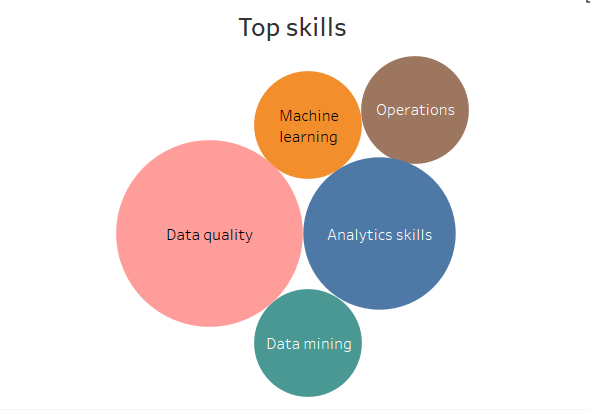 Top skills
Machine
learning
Operations
Data quality
Analytics skills
Data mining